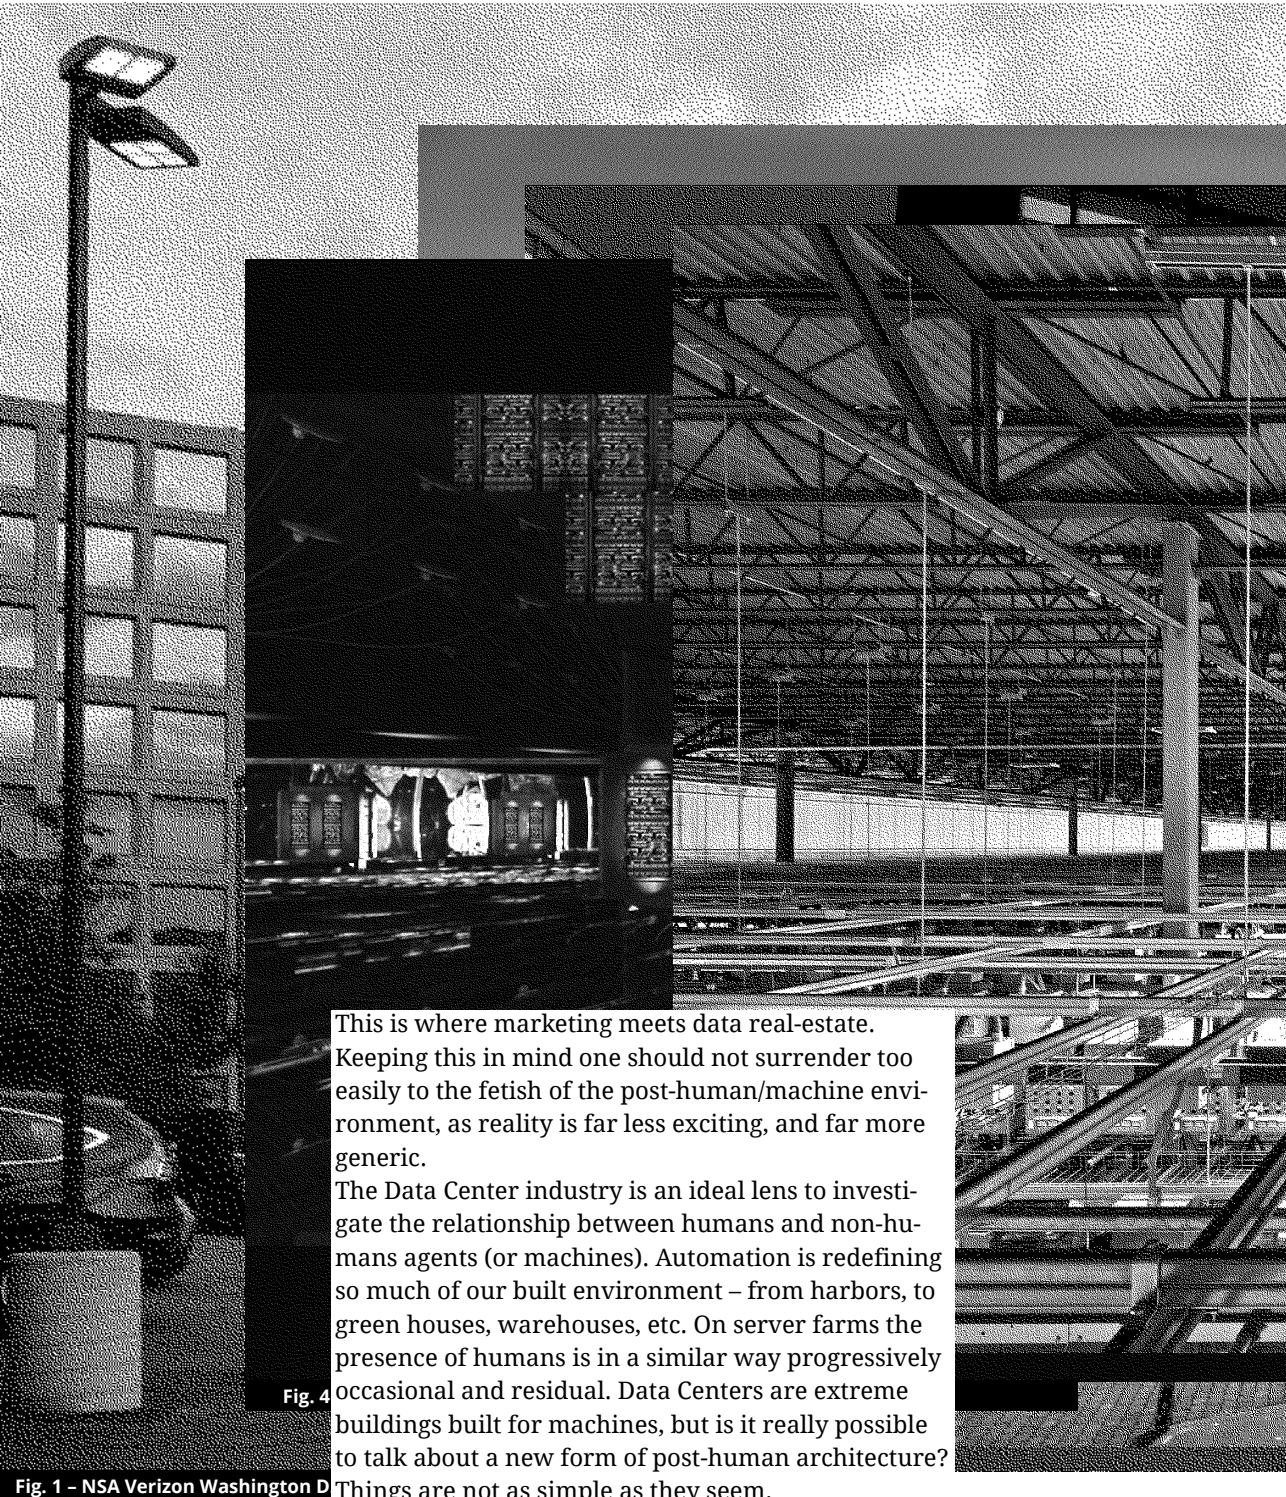 This is where marketing meets data real-estate.
Keeping this in mind one should not surrender too
easily to the fetish of the post-human/machine envi-
ronment, as reality is far less exciting, and far more
generic.
The Data Center industry is an ideal lens to investi-
gate the relationship between humans and non-hu-
mans agents (or machines). Automation is redefining
so much of our built environment – from harbors, to
green houses, warehouses, etc. On server farms the
presence of humans is in a similar way progressively
occasional and residual. Data Centers are extreme
buildings built for machines, but is it really possible
to talk about a new form of post-human architecture?
Things are not as simple as they seem.
Fig. 4
Fig. 1 – NSA Verizon Washington D